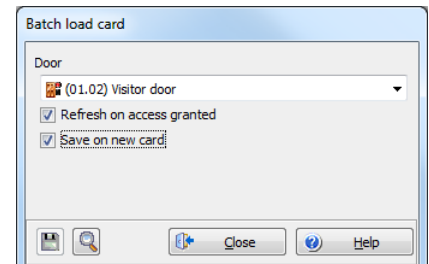 Batch load card
Door
(01.02) Visitor door
Refresh on access granted
Save on new card
Close
Help